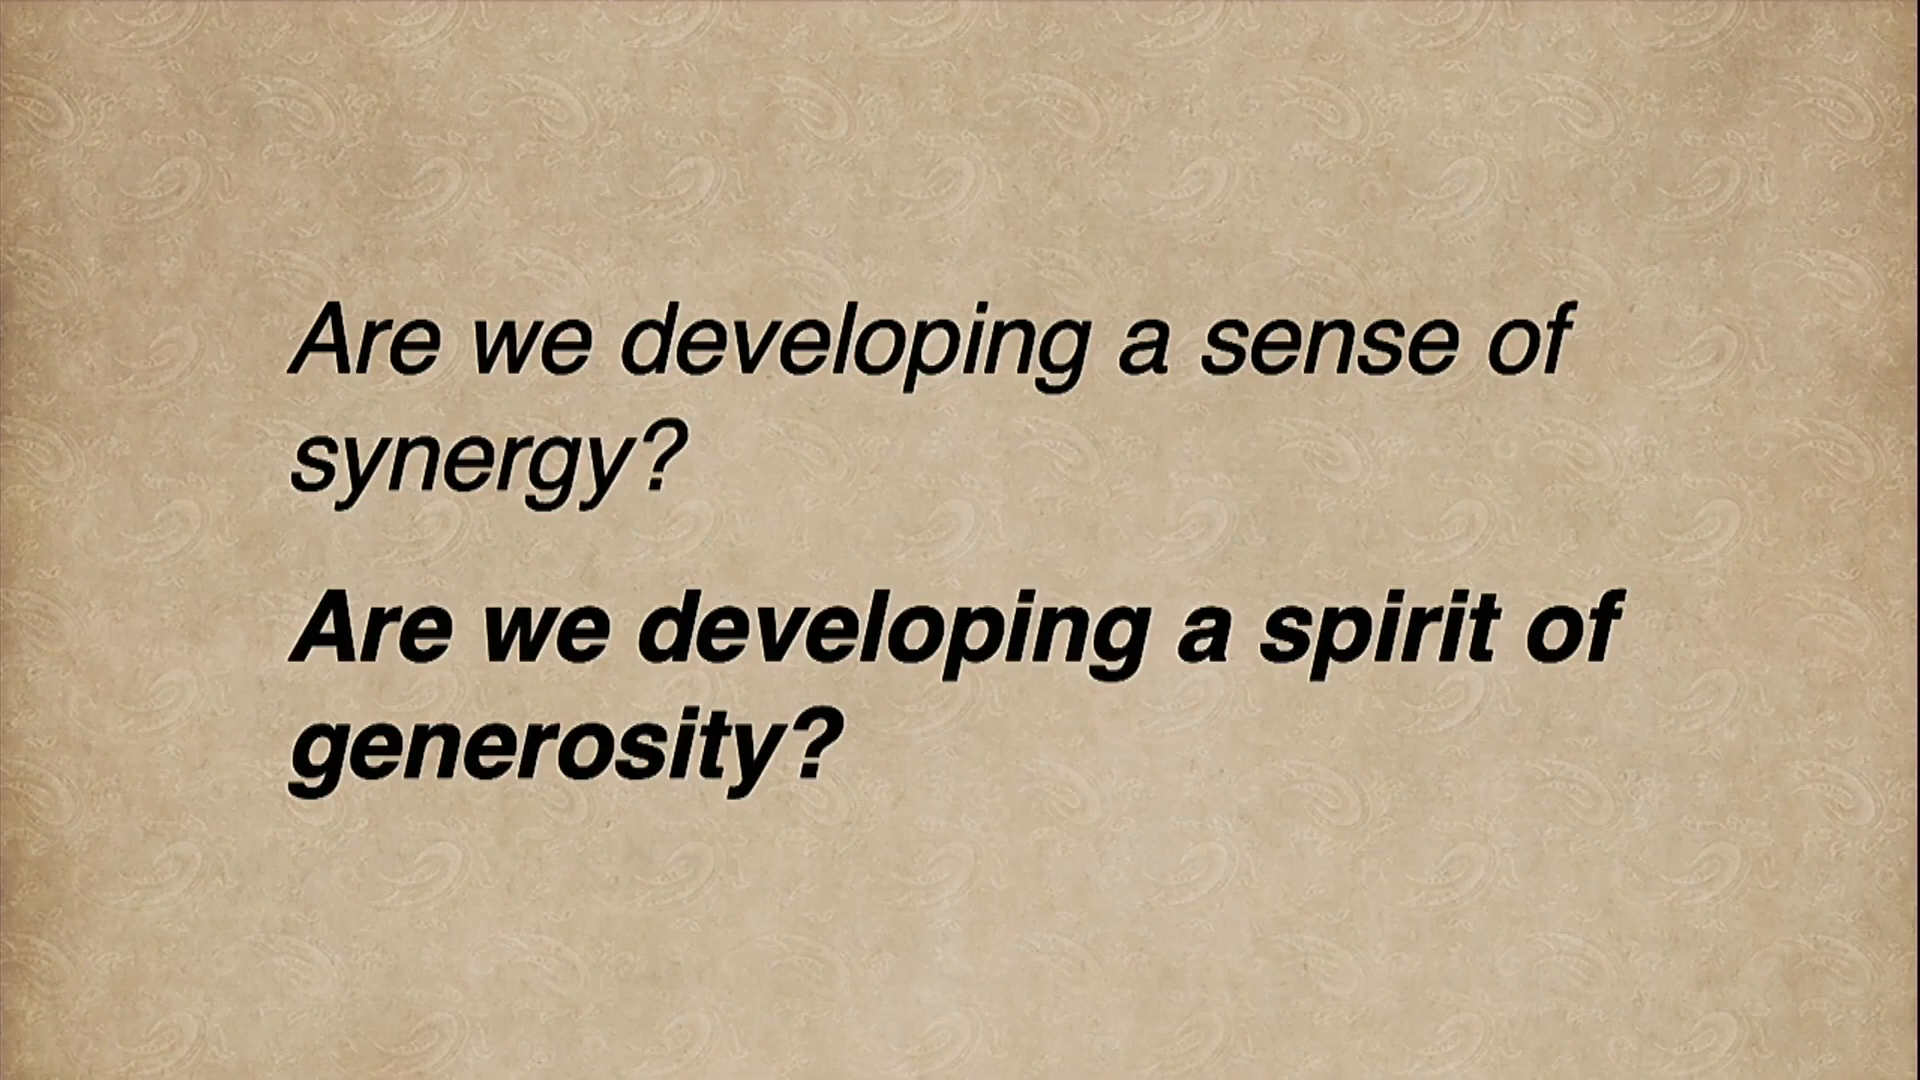 Are we developing a sense of
synergy?
Are we developing a spirit of
generosity?